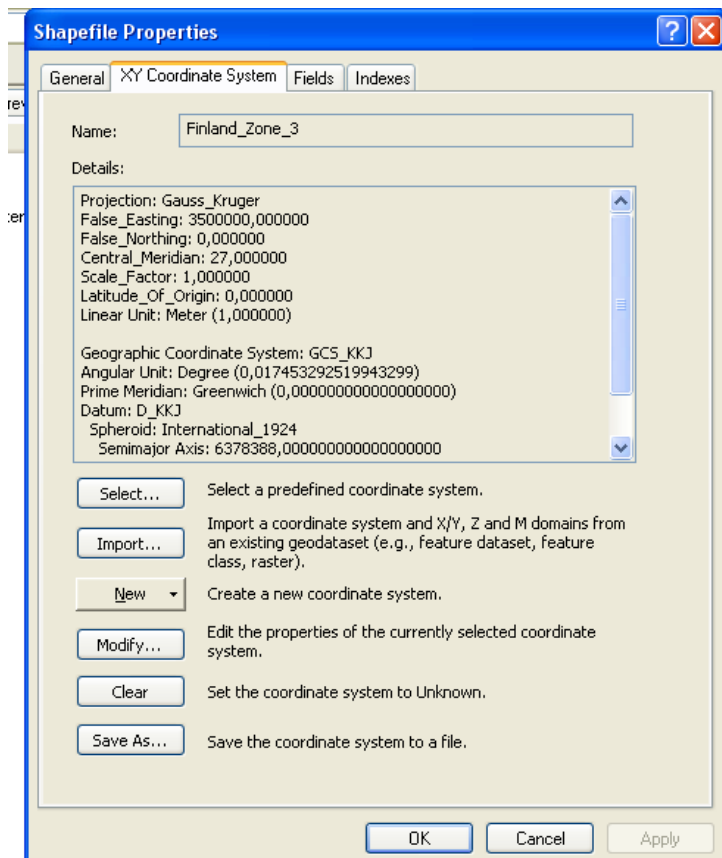 Shapefile Properties
General
XY Coordinate System
Fields
Indexes
Name:
Finland_Zone_3
Details:
Projection: Gauss_Kruger
False_Easting: 3500000,000000
False_Northing: 0,000000
Central_Meridian: 27,000000
Scale_Factor: 1,000000
Latitude_Of_Origin: 0,000000
Linear Unit: Meter (1,000000)
Geographic Coordinate System: GCS_KKJ
Angular Unit: Degree (0,017453292519943299)
Prime Meridian: Greenwich (0,000000000000000000)
Datum: D_KKJ
Spheroid: International_1924
Semimajor Axis: 6378388,000000000000000000
Select...
Select a predefined coordinate system.
Import...
Import a coordinate system and X/Y, Z and M domains from
an existing geodataset (e.g., feature dataset, feature
class, raster).
New
Create a new coordinate system.
Modify...
Edit the properties of the currently selected coordinate
system.
Clear
Set the coordinate system to Unknown.
Save As...
Save the coordinate system to a file.
OK
Cancel
Apply